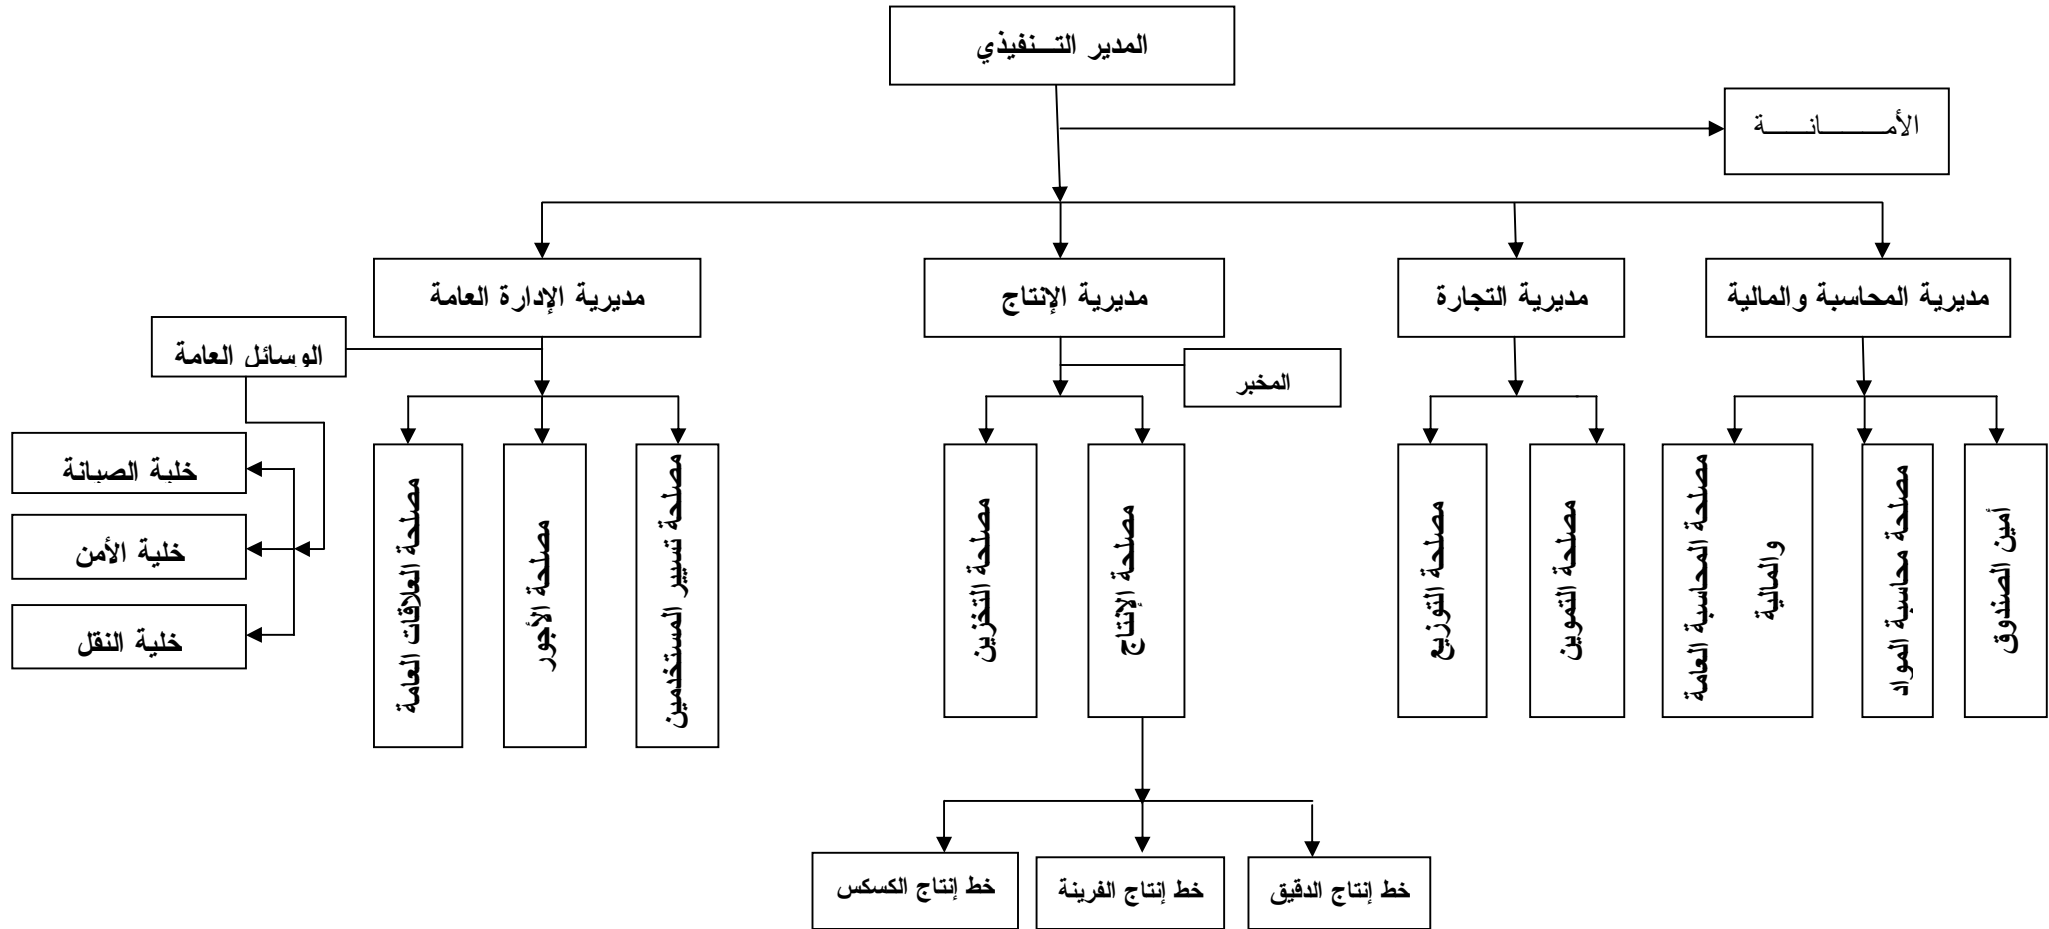 المدير التـــنفيذي
الأمـــــــانـــــــة
مديرية المحاسبة والمالية
مديرية التجارة
مديرية الإنتاج
مديرية الإدارة العامة
الوسائل العامة
المخبر
أمين الصندوق
مصلحة محاسبة المواد
مصلحة المحاسبة العامة
والمالية
مصلحة التموين
مصلحة التوزيع
مصلحة الإنتاج
مصلحة التخزين
مصلحة تسيير المستخدمين
مصلحة الأجور
مصلحة العلاقات العامة
خلية الصيانة
خلية الأمن
خلية النقل
خط إنتاج الدقيق
خط إنتاج الفرينة
خط إنتاج الكسكس